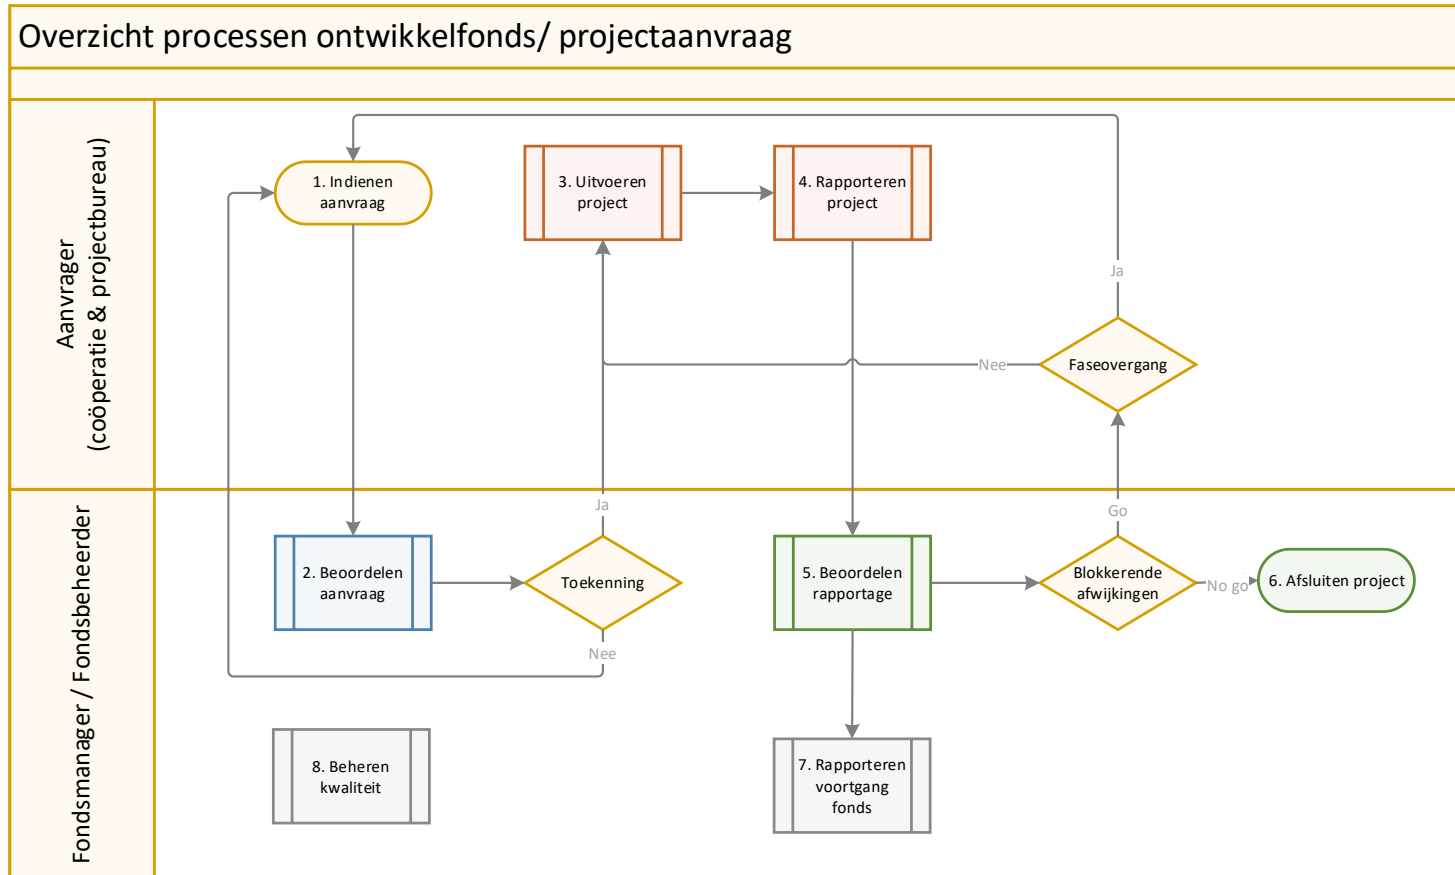 Overzicht processen ontwikkelfonds/ projectaanvraag
Aanvrager
(coöperatie & projectbureau)
1. Indienen
aanvraag
3. Uitvoeren
project
4. Rapporteren
project
Ja
Nee
Faseovergang
Fondsmanager / Fondsbeheerder
Ja
Go
2. Beoordelen
aanvraag
Toekenning
5. Beoordelen
rapportage
Blokkerende
afwijkingen
No go
6. Afsluiten project
Nee
8. Beheren
kwaliteit
7. Rapporteren
voortgang
fonds